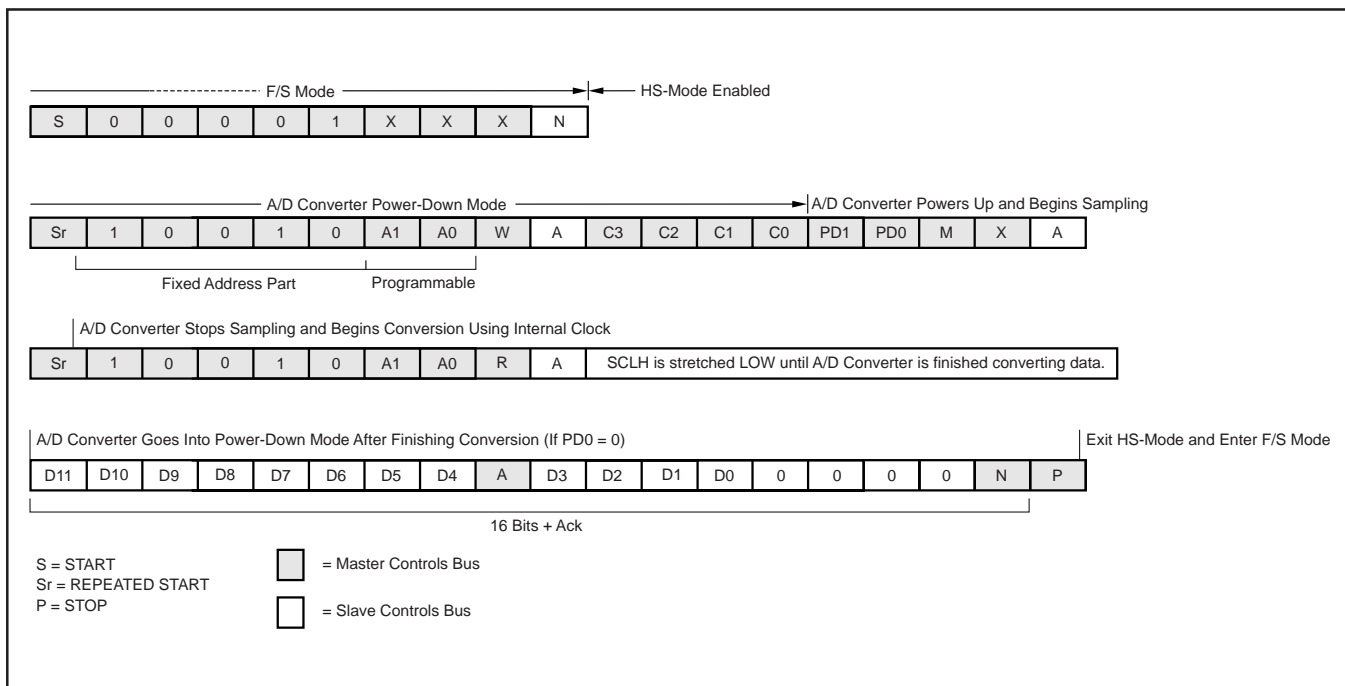 F/S Mode HS-Mode Enabled
S 0 0 0 0 1 X X X N
A/D Converter Power-Down Mode A/D Converter Powers Up and Begins Sampling
Sr 1 0 0 1 0 A1 A0 W A C3 C2 C1 C0 PD1 PD0 M X A
Fixed Address Part Programmable
A/D Converter Stops Sampling and Begins Conversion Using Internal Clock
Sr 1 0 0 1 0 A1 A0 R A SCLH is stretched LOW until A/D Converter is finished converting data.
A/D Converter Goes Into Power-Down Mode After Finishing Conversion (If PD0 = 0) Exit HS-Mode and Enter F/S Mode
D11 D10 D9 D8 D7 D6 D5 D4 A D3 D2 D1 D0 0 0 0 0 N P
16 Bits + Ack
S = START
Sr = REPEATED START
P = STOP
= Master Controls Bus
= Slave Controls Bus